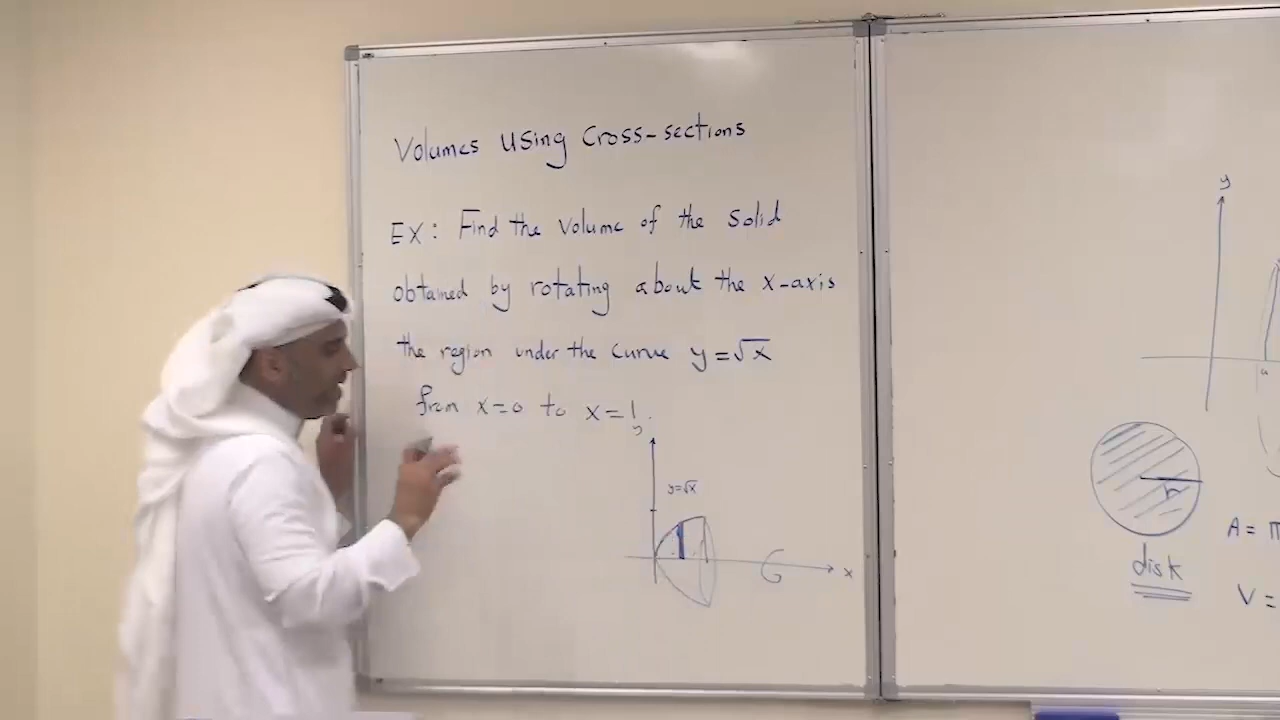 Volumes Using Cross-sections
EX: Find the Volume of the Solid
obtained by rotating about the x-axis
the region under the curve y=√x
from x=0 to x=1.
y
y=√x
x
y
a
r
disk
A= π
V=